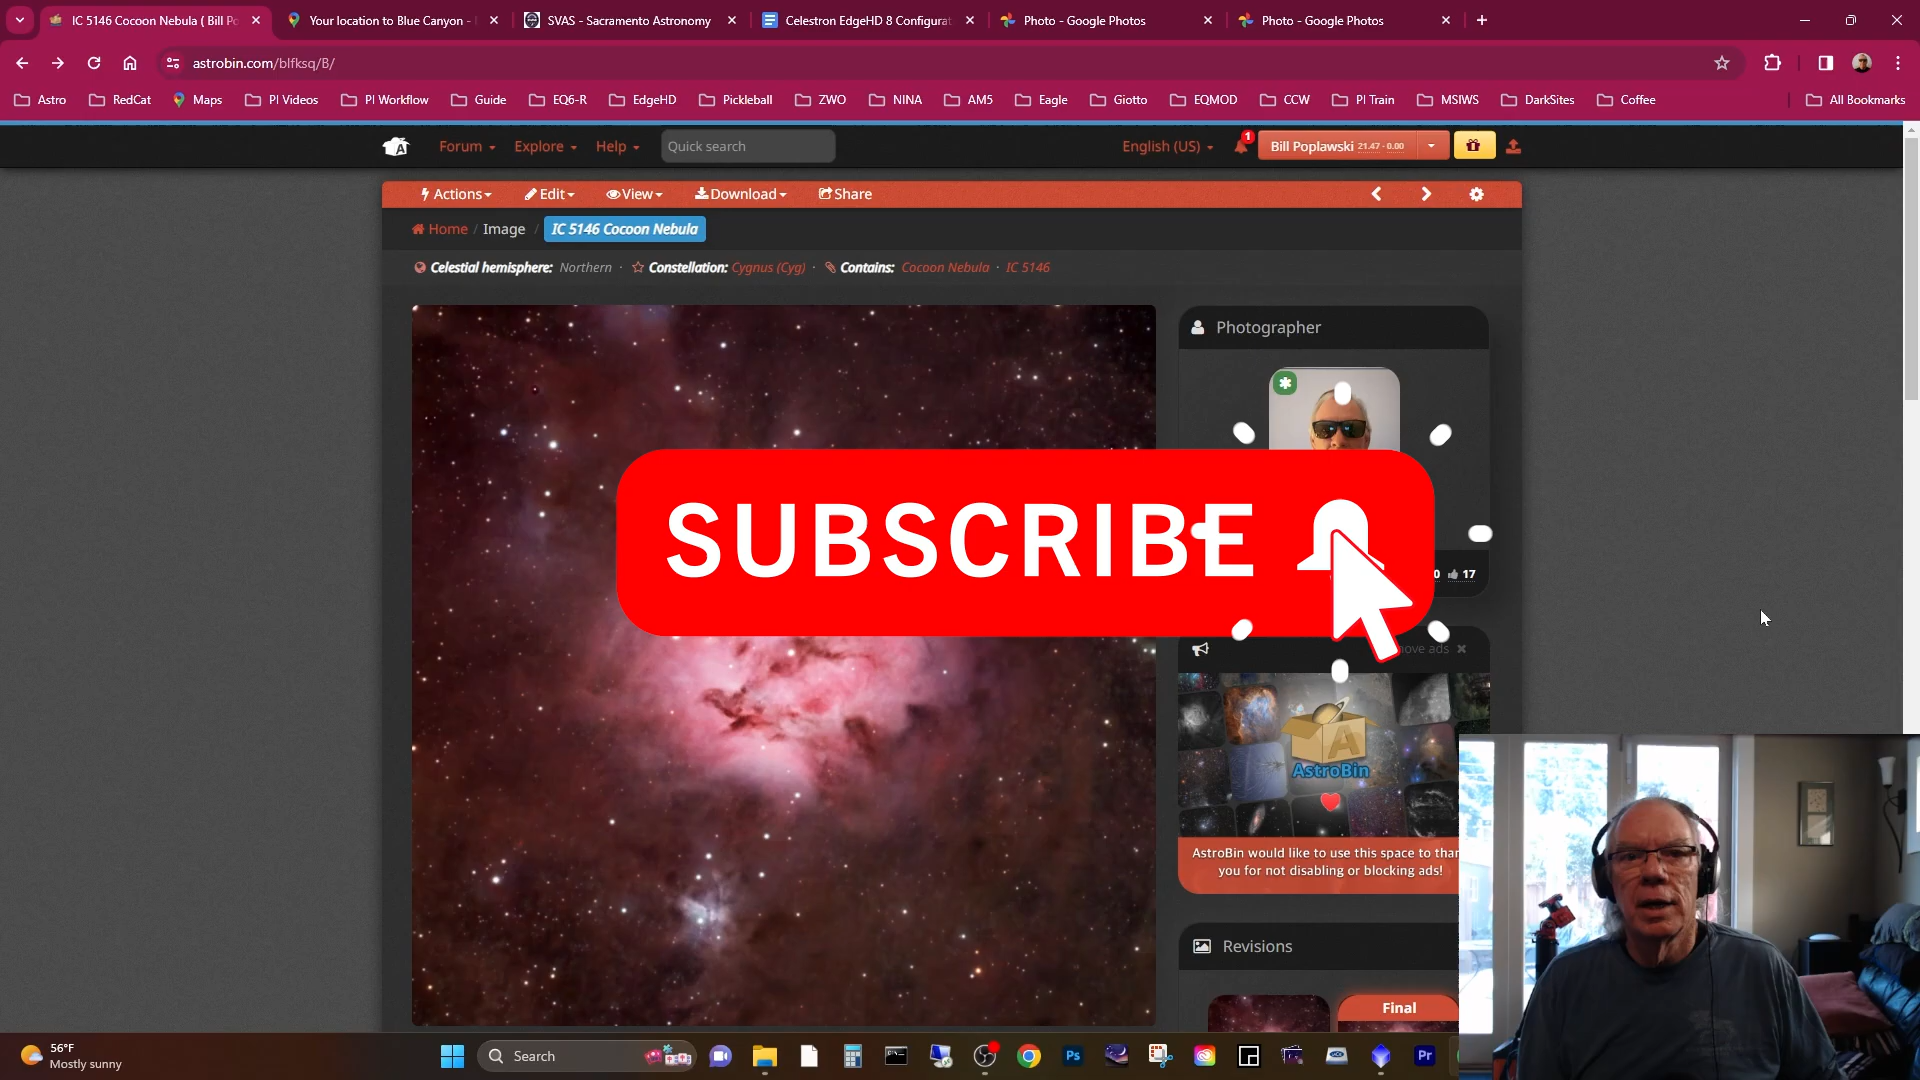 IC 5146 Cocoon Nebula ( Bill Po
Your location to Blue Canyon -
SVAS - Sacramento Astronomy
Celestron EdgeHD 8 Configurat
Photo - Google Photos
Photo - Google Photos
astrobin.com/blfksq/B/
Astro
RedCat
Maps
PI Videos
PI Workflow
Guide
EQ6-R
EdgeHD
Pickleball
ZWO
NINA
AM5
Eagle
Giotto
EQMOD
CCW
PI Train
MSIWS
DarkSites
Coffee
All Bookmarks
Forum
Explore
Help
Quick search
English (US)
1
Bill Poplawski 21.47 - 0.00
Actions
Edit
View
Download
Share
Home / Image / IC 5146 Cocoon Nebula
Celestial hemisphere: Northern · Constellation: Cygnus (Cyg) · Contains: Cocoon Nebula · IC 5146
Photographer
SUBSCRIBE
0 17
ove ads
AstroBin
AstroBin would like to use this space to than
you for not disabling or blocking ads!
Revisions
Final
56°F
Mostly sunny
Search
Ps
Pr